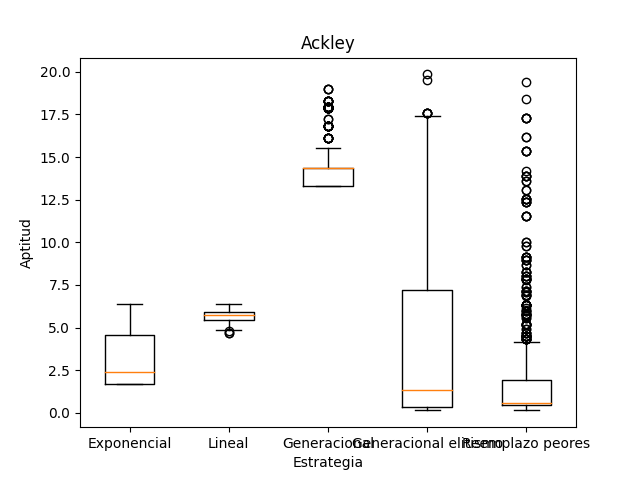 Ackley
20.0
17.5
15.0
12.5
10.0
7.5
5.0
2.5
0.0
Aptitud
Exponencial Lineal Generacional Generacional elitismo Reemplazo peores
Estrategia